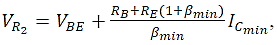 V_{R_2} = V_{BE} + \frac{R_B + R_E(1+\beta_{min})}{\beta_{min}} I_{C_{min}},